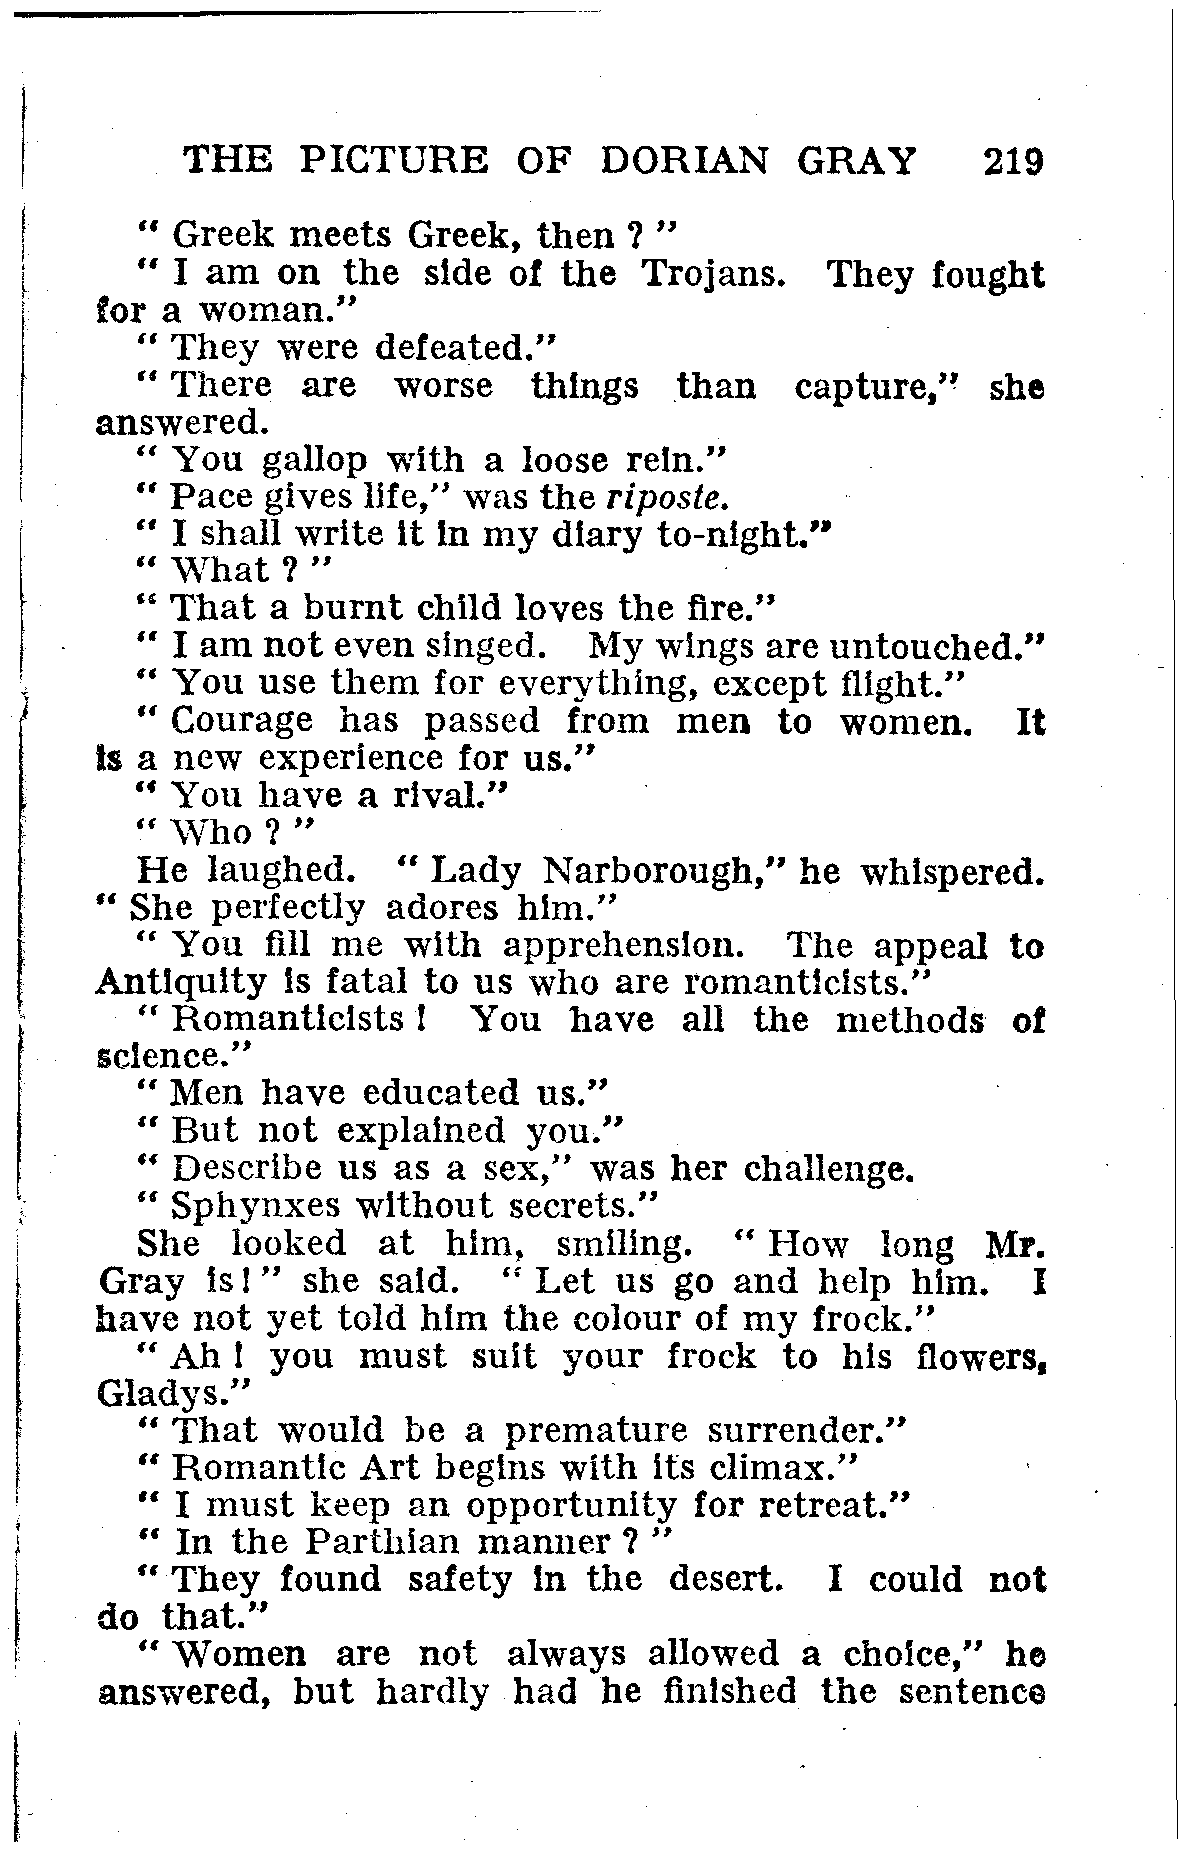 THE PICTURE OF DORIAN GRAY 219
“ Greek meets Greek, then ? ”
“ I am on the side of the Trojans. They fought
for a woman.”
“ They were defeated.”
“ There are worse things than capture,” she
answered.
“ You gallop with a loose rein.”
“ Pace gives life,” was the riposte.
“ I shall write it in my diary to-night.”
“ What ? ”
“ That a burnt child loves the fire.”
“ I am not even singed. My wings are untouched.”
“ You use them for everything, except flight.”
“ Courage has passed from men to women. It
is a new experience for us.”
“ You have a rival.”
“ Who ? ”
He laughed. “ Lady Narborough,” he whispered.
“ She perfectly adores him.”
“ You fill me with apprehension. The appeal to
Antiquity is fatal to us who are romanticists.”
“ Romanticists ! You have all the methods of
science.”
“ Men have educated us.”
“ But not explained you.”
“ Describe us as a sex,” was her challenge.
“ Sphynxes without secrets.”
She looked at him, smiling. “ How long Mr.
Gray is! ” she said. “ Let us go and help him. I
have not yet told him the colour of my frock.”
“ Ah ! you must suit your frock to his flowers,
Gladys.”
“ That would be a premature surrender.”
“ Romantic Art begins with its climax.”
“ I must keep an opportunity for retreat.”
“ In the Parthian manner ? ”
“ They found safety in the desert. I could not
do that.”
“ Women are not always allowed a choice,” he
answered, but hardly had he finished the sentence